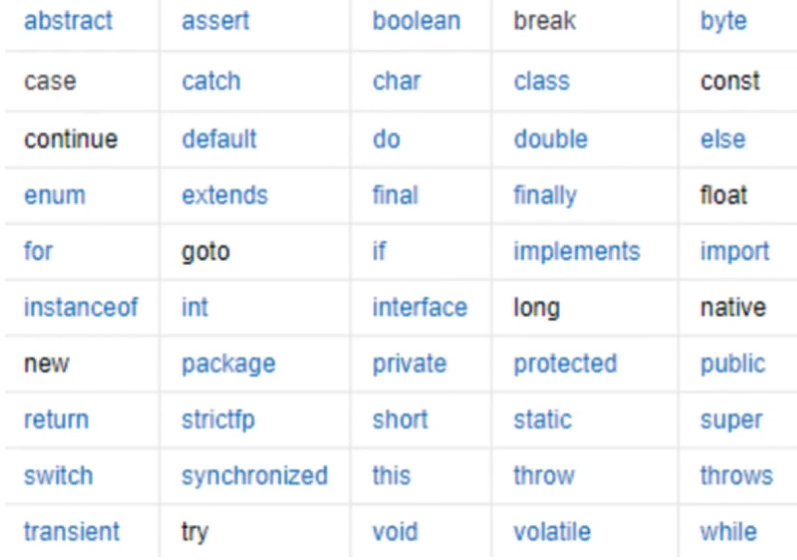 abstract assert boolean break byte
case catch char class const
continue default do double else
enum extends final finally float
for goto if implements import
instanceof int interface long native
new package private protected public
return strictfp short static super
switch synchronized this throw throws
transient try void volatile while